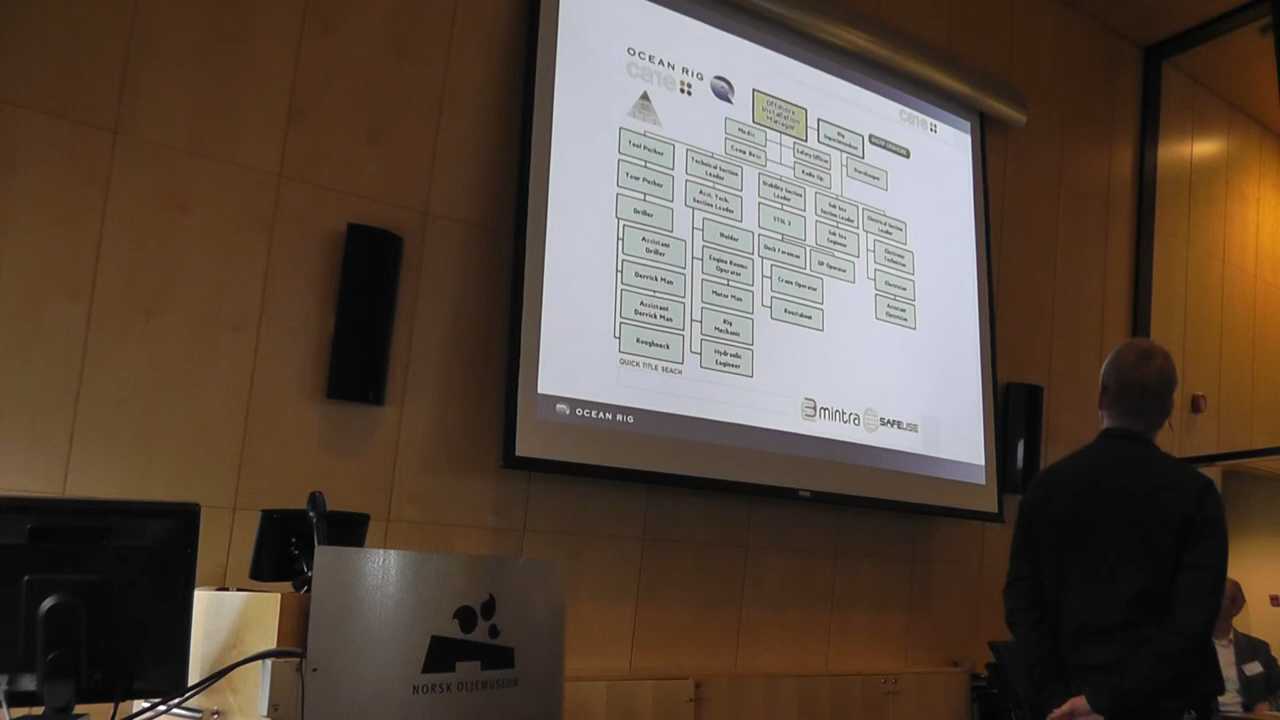 OCEAN RIG
care
care
Offshore
Installation
Manager
Medic
Camp Boss
Safety Officer
Radio Op.
Rig
Superintendent
Storekeeper
Tool Pusher
Tour Pusher
Driller
Assistant
Driller
Derrick Man
Assistant
Derrick Man
Roughneck
Technical Section
Leader
Asst. Tech.
Section Leader
Welder
Engine Room
Operator
Motor Man
Rig
Mechanic
Hydraulic
Engineer
Stability Section
Leader
STSL 2
Deck Foreman
DP Operator
Crane Operator
Roustabout
Sub Sea
Section Leader
Sub Sea
Engineer
Electrical Section
Leader
Electronic
Technician
Electrician
Assistant
Electrician
QUICK TITLE SEACH
OCEAN RIG
mintra
SAFEUSE
NORSK OLJEMUSEUM